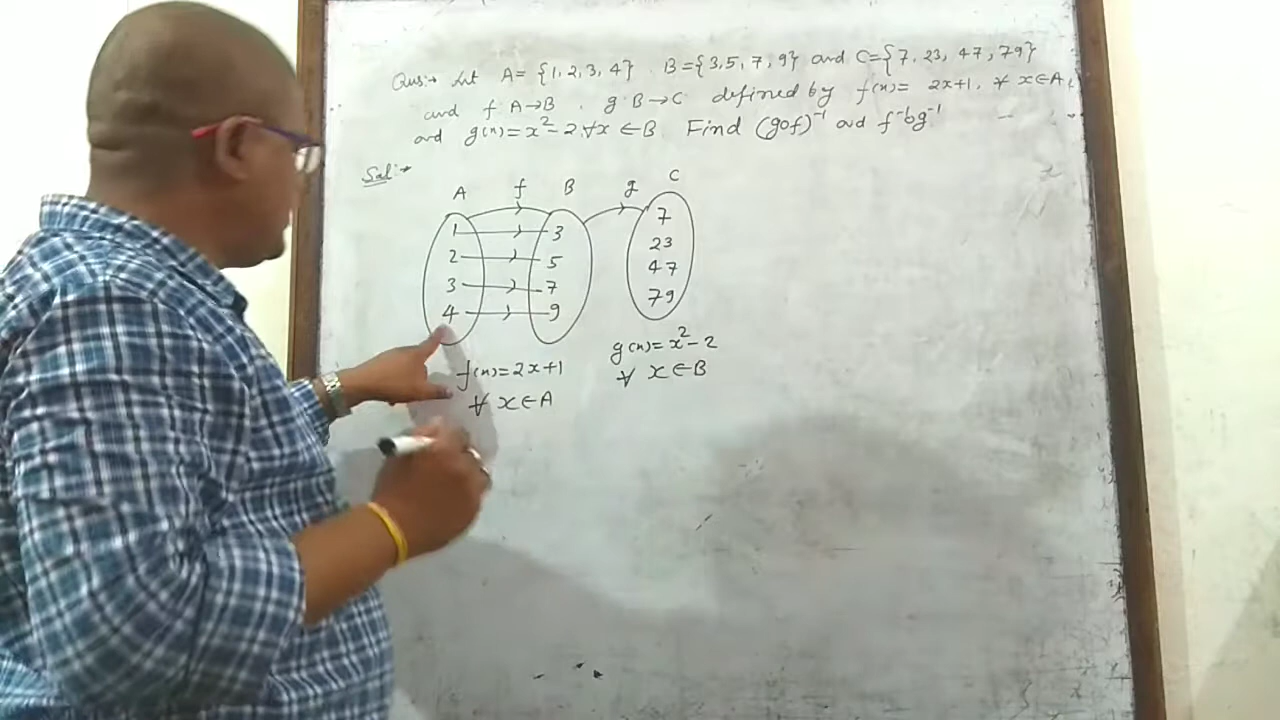 Qus:→ Let A= {1,2,3,4} . B={3,5,7,9} and C={7,23,47,79}
and f: A→B , g: B→C defined by f(x)= 2x+1, ∀ x∈A,
and g(x)=x²-2,∀x ∈B. Find (gof)⁻¹ and f⁻¹og⁻¹
Sol:→
A f B g C
1 3 7
2 5 23
3 7 47
4 9 79
g(x)=x²-2
∀ x∈B
f(x)=2x+1
∀ x∈A